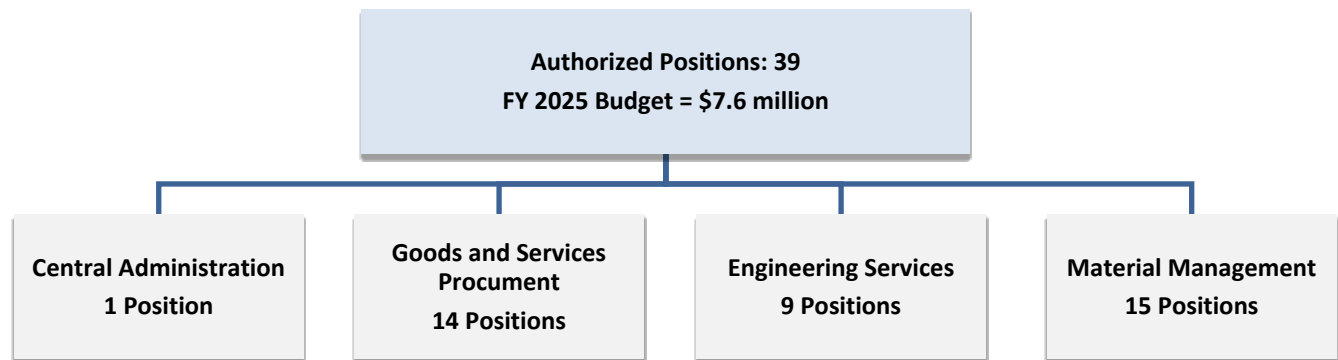 Authorized Positions: 39
FY 2025 Budget = $7.6 million
Central Administration
1 Position
Goods and Services
Procument
14 Positions
Engineering Services
9 Positions
Material Management
15 Positions